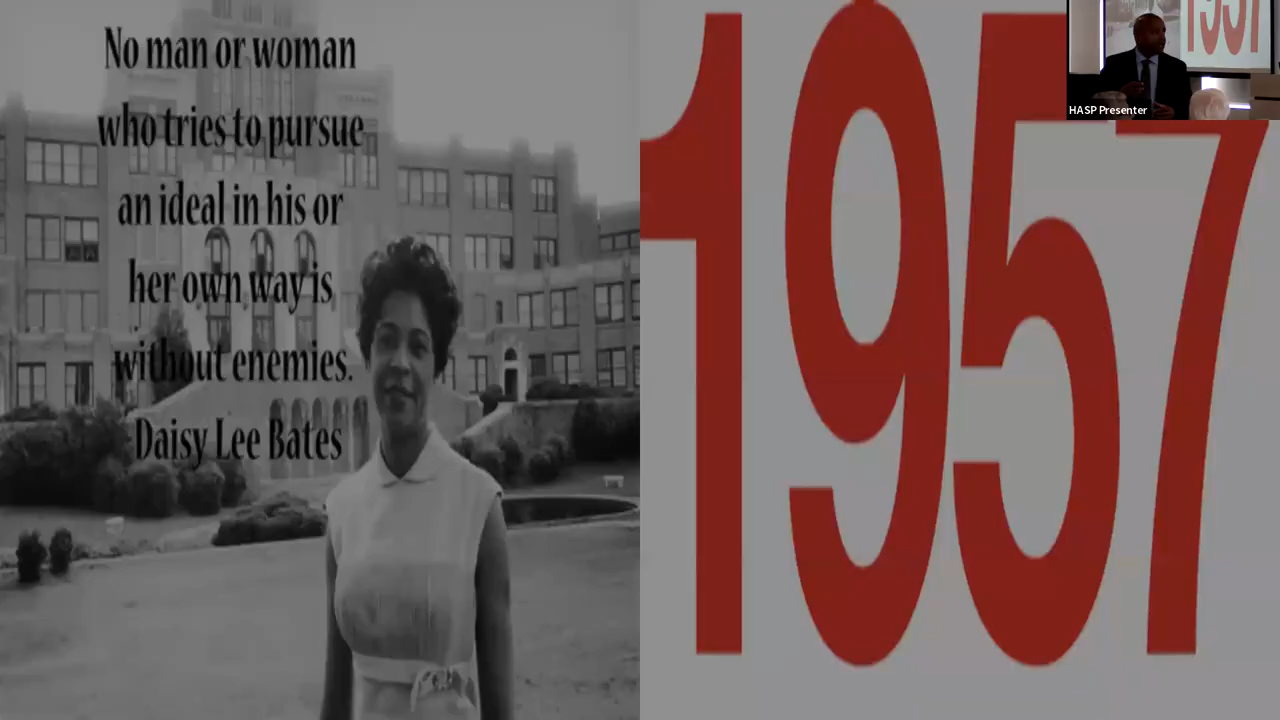 No man or woman
who tries to pursue
an ideal in his or
her own way is
without enemies.
Daisy Lee Bates
1957
1957
HASP Presenter